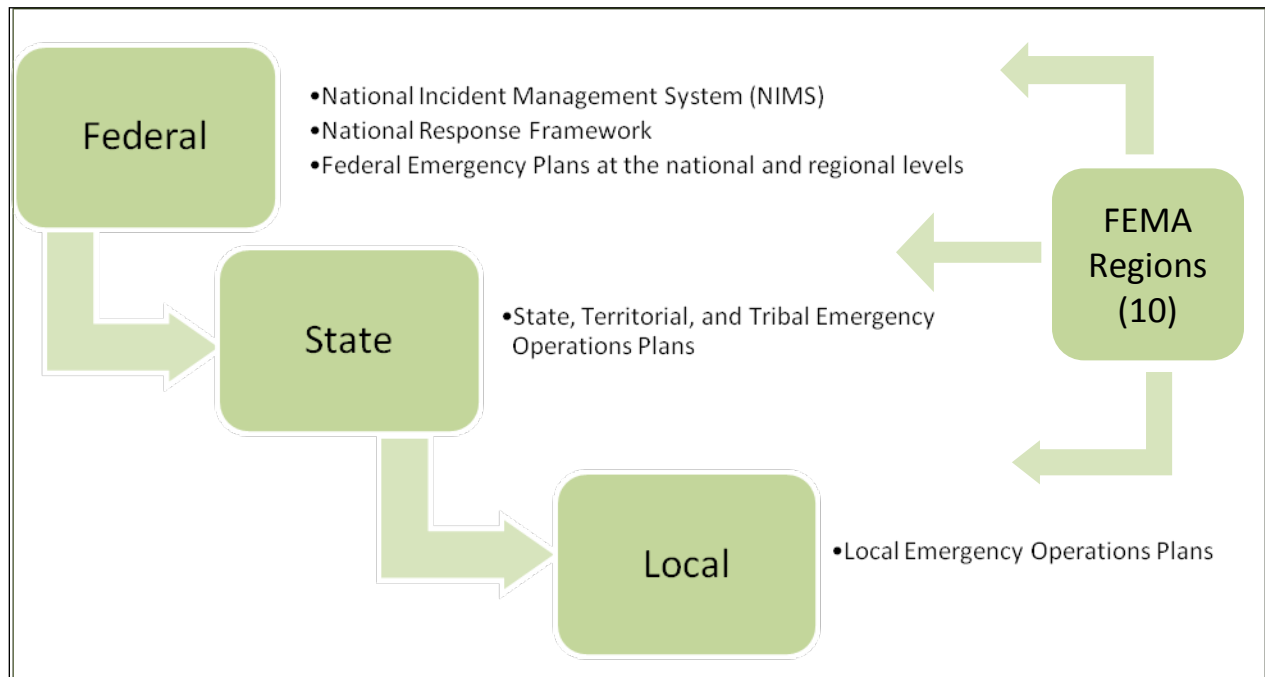 Federal
•National Incident Management System (NIMS)
•National Response Framework
•Federal Emergency Plans at the national and regional levels
FEMA
Regions
(10)
State
•State, Territorial, and Tribal Emergency
Operations Plans
Local
•Local Emergency Operations Plans